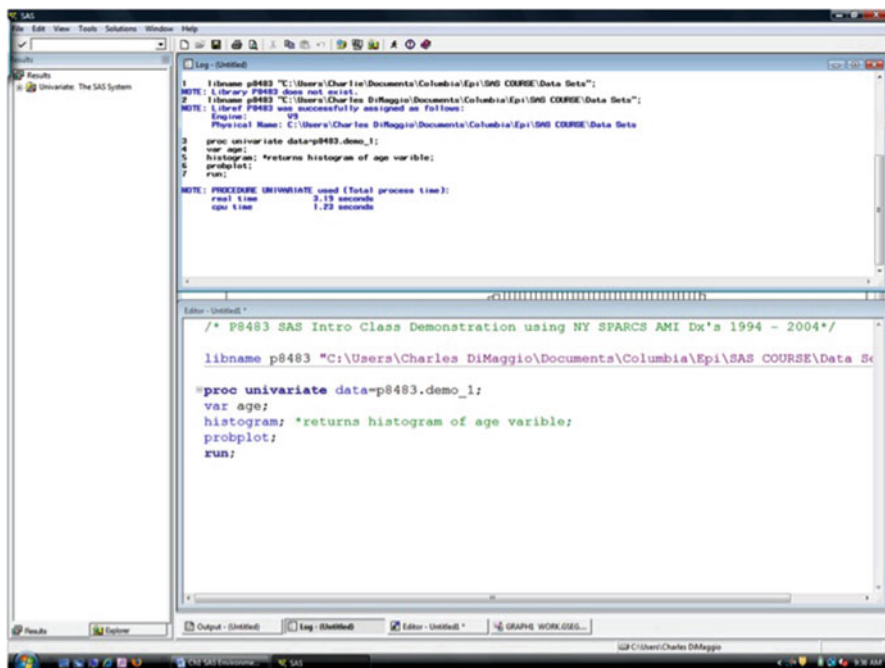 SAS
File Edit View Tools Solutions Window Help
Results
Results
Univariate: The SAS System
Log - (Untitled)
1 libname p8483 "C:\Users\Charlie\Documents\Columbia\Epi\SAS COURSE\Data Sets";
NOTE: Library P8483 does not exist.
2 libname p8483 "C:\Users\Charles DiMaggio\Documents\Columbia\Epi\SAS COURSE\Data Sets";
NOTE: Libref P8483 was successfully assigned as follows:
Engine: V9
Physical Name: C:\Users\Charles DiMaggio\Documents\Columbia\Epi\SAS COURSE\Data Sets
3 proc univariate data=p8483.demo_1;
4 var age;
5 histogram; *returns histogram of age varible;
6 probplot;
7 run;
NOTE: PROCEDURE UNIVARIATE used (Total process time):
real time 3.19 seconds
cpu time 1.23 seconds
Editor - Untitled1 *
/* P8483 SAS Intro Class Demonstration using NY SPARCS AMI Dx's 1994 - 2004*/
libname p8483 "C:\Users\Charles DiMaggio\Documents\Columbia\Epi\SAS COURSE\Data Se
proc univariate data=p8483.demo_1;
var age;
histogram; *returns histogram of age varible;
probplot;
run;
Results Explorer
Output - (Untitled) Log - (Untitled) Editor - Untitled1 * GRAPH1 WORK.GSEG...
C:\Users\Charles DiMaggio
Ch1 SAS Environme... SAS 9:36 AM